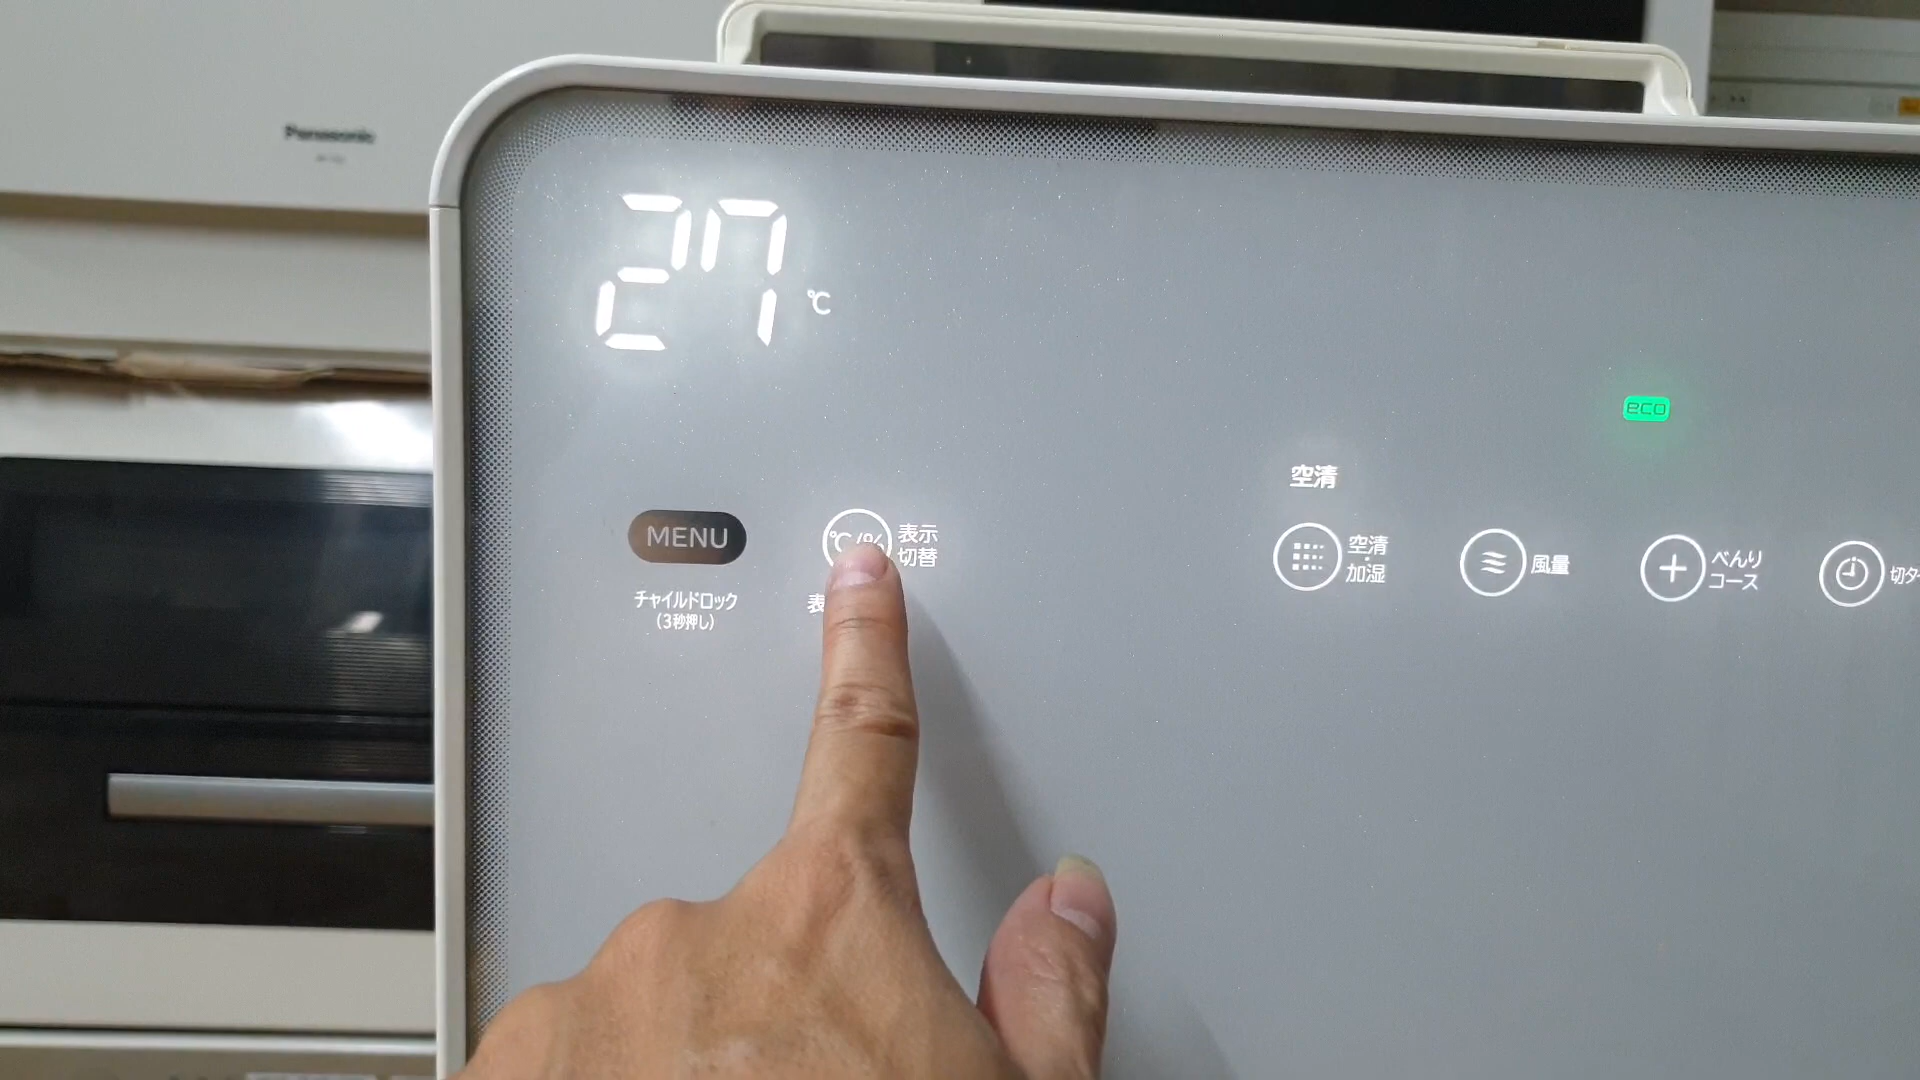 Panasonic
27 ℃
eco
空清
MENU
℃/%
表示
切替
空清
加湿
風量
べんり
コース
チャイルドロック
(3秒押し)